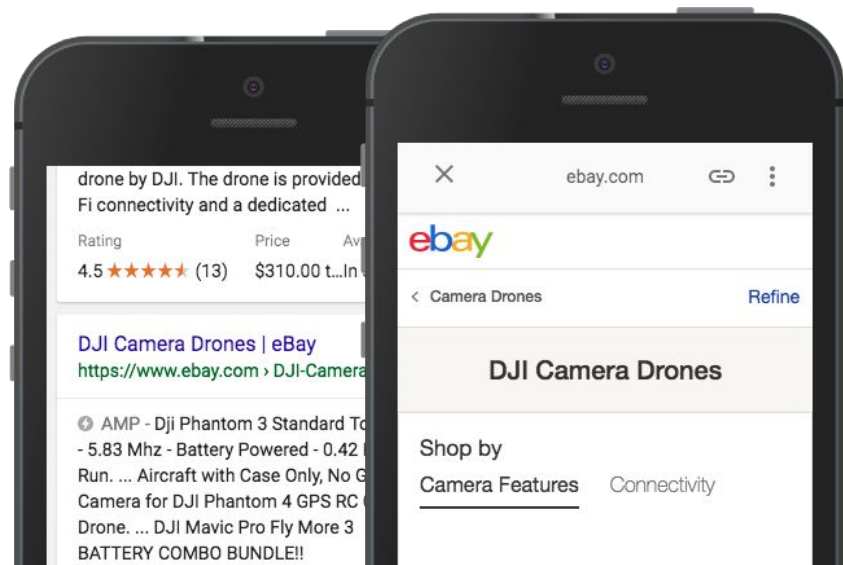 drone by DJI. The drone is provided
Fi connectivity and a dedicated ...
Rating Price
4.5 (13) $310.00 t...In
DJI Camera Drones | eBay
https://www.ebay.com › DJI-Camera
AMP - Dji Phantom 3 Standard
- 5.83 Mhz - Battery Powered - 0.42
Run. ... Aircraft with Case Only, No
Camera for DJI Phantom 4 GPS RC
Drone. ... DJI Mavic Pro Fly More 3
BATTERY COMBO BUNDLE!!
ebay.com
ebay
< Camera Drones Refine
DJI Camera Drones
Shop by
Camera Features Connectivity